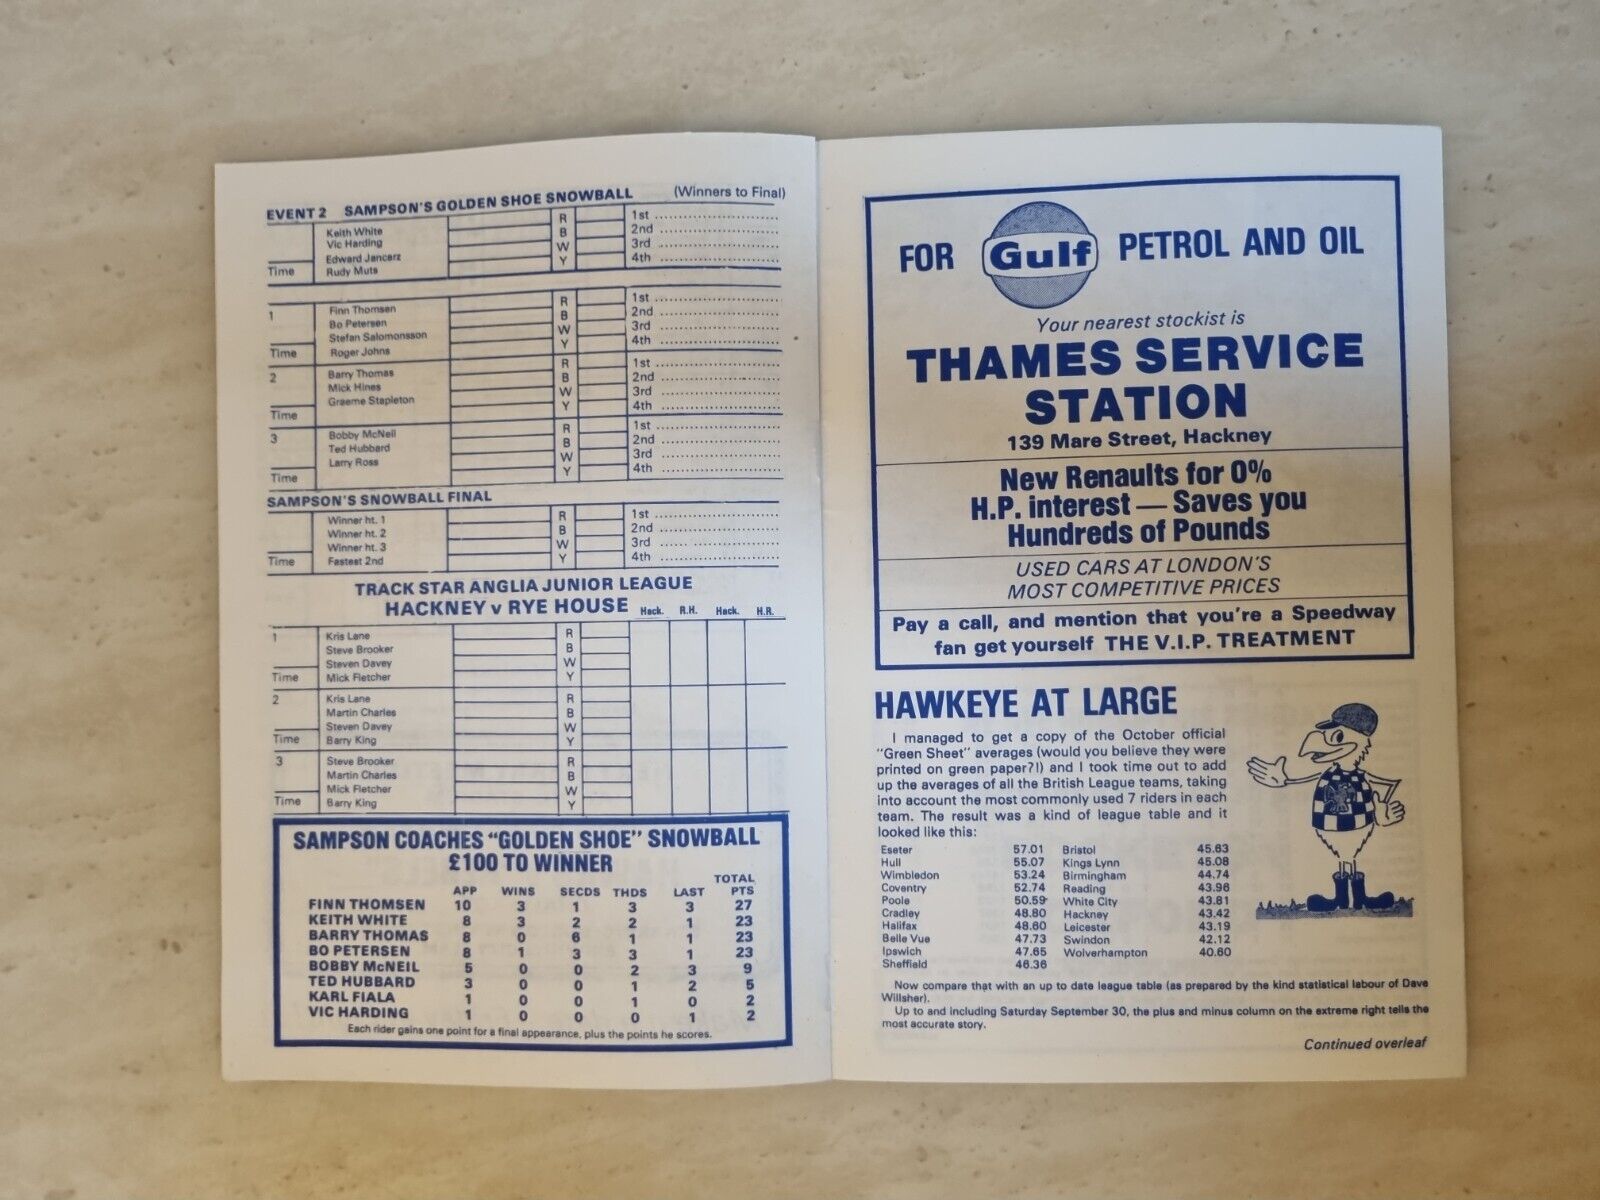 EVENT 2 SAMPSON'S GOLDEN SHOE SNOWBALL (Winners to Final)
Keith White R 1st
Vic Harding B 2nd
Edward Jancarz W 3rd
Time Rudy Muts Y 4th
1 Finn Thomsen R 1st
Bo Petersen B 2nd
Stefan Salomonsson W 3rd
Time Roger Johns Y 4th
2 Barry Thomas R 1st
Mick Hines B 2nd
Graeme Stapleton W 3rd
Time Y 4th
3 Bobby McNeil R 1st
Ted Hubbard B 2nd
Larry Ross W 3rd
Time Y 4th
SAMPSON'S SNOWBALL FINAL
Winner ht. 1 R 1st
Winner ht. 2 B 2nd
Winner ht. 3 W 3rd
Time Fastest 2nd Y 4th
TRACK STAR ANGLIA JUNIOR LEAGUE
HACKNEY v RYE HOUSE Hack. R.H. Hack. H.R.
1 Kris Lane R
Steve Brooker B
Steven Davey W
Time Mick Fletcher Y
2 Kris Lane R
Martin Charles B
Steven Davey W
Time Barry King Y
3 Steve Brooker R
Martin Charles B
Mick Fletcher W
Time Barry King Y
SAMPSON COACHES "GOLDEN SHOE" SNOWBALL
£100 TO WINNER
APP WINS SECDS THDS LAST TOTAL PTS
FINN THOMSEN 10 3 1 3 3 27
KEITH WHITE 8 3 2 2 1 23
BARRY THOMAS 8 0 6 1 1 23
BO PETERSEN 8 1 3 3 1 23
BOBBY McNEIL 5 0 0 2 3 9
TED HUBBARD 3 0 0 1 2 5
KARL FIALA 1 0 0 1 0 2
VIC HARDING 1 0 0 0 1 2
Each rider gains one point for a final appearance, plus the points he scores.
FOR Gulf PETROL AND OIL
Your nearest stockist is
THAMES SERVICE
STATION
139 Mare Street, Hackney
New Renaults for 0%
H.P. interest — Saves you
Hundreds of Pounds
USED CARS AT LONDON'S
MOST COMPETITIVE PRICES
Pay a call, and mention that you're a Speedway
fan get yourself THE V.I.P. TREATMENT
HAWKEYE AT LARGE
I managed to get a copy of the October official
"Green Sheet" averages (would you believe they were
printed on green paper?!) and I took time out to add
up the averages of all the British League teams, taking
into account the most commonly used 7 riders in each
team. The result was a kind of league table and it
looked like this:
Eseter 57.01 Bristol 45.63
Hull 55.07 Kings Lynn 45.08
Wimbledon 53.24 Birmingham 44.74
Coventry 52.74 Reading 43.96
Poole 50.59 White City 43.81
Cradley 48.80 Hackney 43.42
Halifax 48.60 Leicester 43.19
Belle Vue 47.73 Swindon 42.12
Ipswich 47.65 Wolverhampton 40.60
Sheffield 46.36
Now compare that with an up to date league table (as prepared by the kind statistical labour of Dave
Willsher).
Up to and including Saturday September 30, the plus and minus column on the extreme right tells the
most accurate story.
Continued overleaf